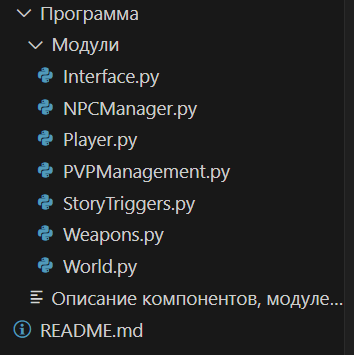 Программа
Модули
Interface.py
NPCManager.py
Player.py
PVPManagement.py
StoryTriggers.py
Weapons.py
World.py
Описание компонентов, модуле...
README.md